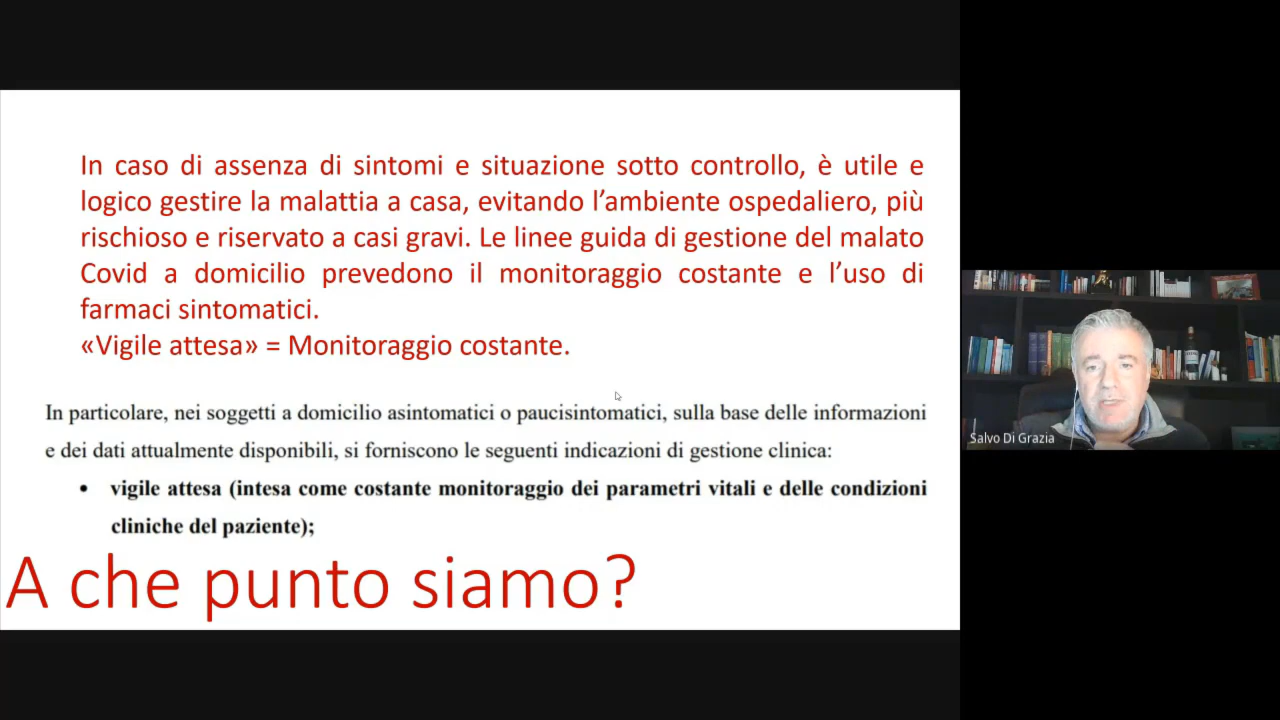 In caso di assenza di sintomi e situazione sotto controllo, è utile e
logico gestire la malattia a casa, evitando l’ambiente ospedaliero, più
rischioso e riservato a casi gravi. Le linee guida di gestione del malato
Covid a domicilio prevedono il monitoraggio costante e l’uso di
farmaci sintomatici.
«Vigile attesa» = Monitoraggio costante.
In particolare, nei soggetti a domicilio asintomatici o paucisintomatici, sulla base delle informazioni
e dei dati attualmente disponibili, si forniscono le seguenti indicazioni di gestione clinica:
• vigile attesa (intesa come costante monitoraggio dei parametri vitali e delle condizioni
cliniche del paziente);
A che punto siamo?
Salvo Di Grazia